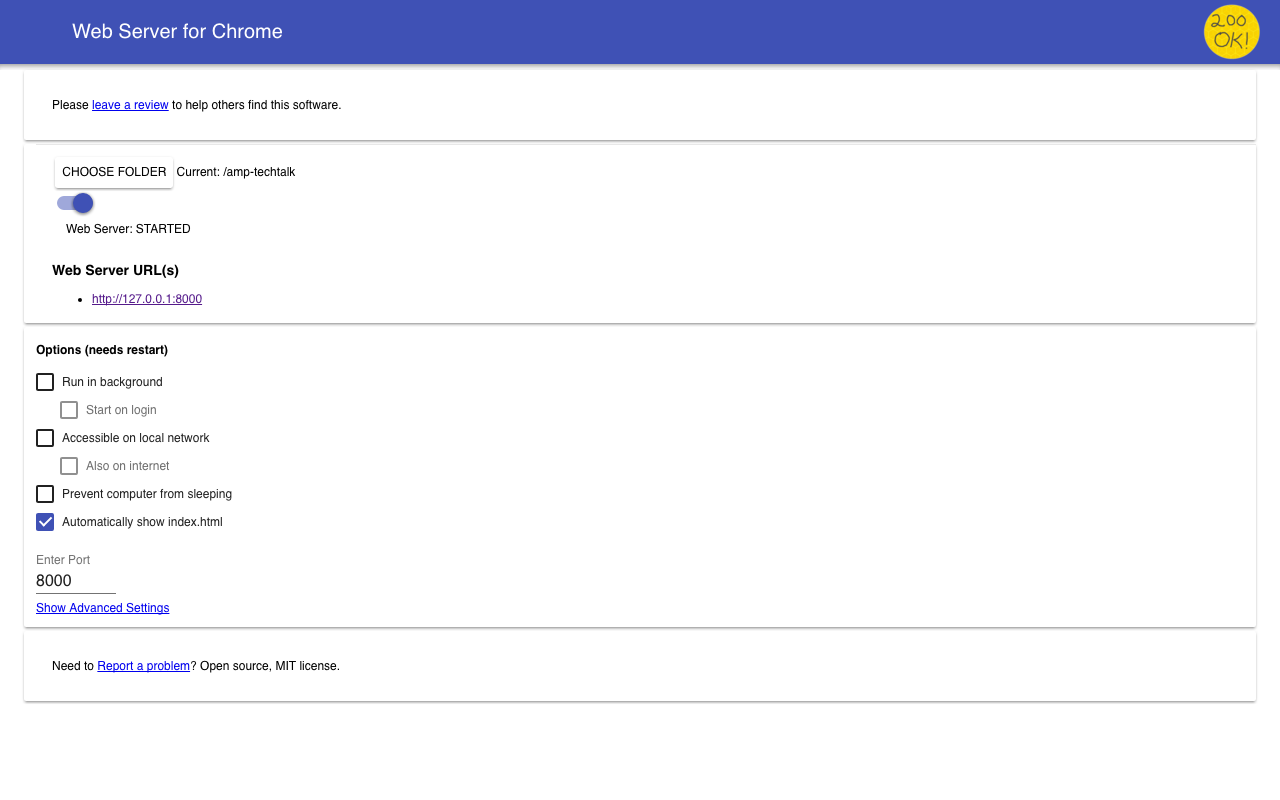 Web Server for Chrome
200
OK!
Please leave a review to help others find this software.
CHOOSE FOLDER Current: /amp-techtalk
Web Server: STARTED
Web Server URL(s)
• http://127.0.0.1:8000
Options (needs restart)
Run in background
Start on login
Accessible on local network
Also on internet
Prevent computer from sleeping
Automatically show index.html
Enter Port
8000
Show Advanced Settings
Need to Report a problem? Open source, MIT license.